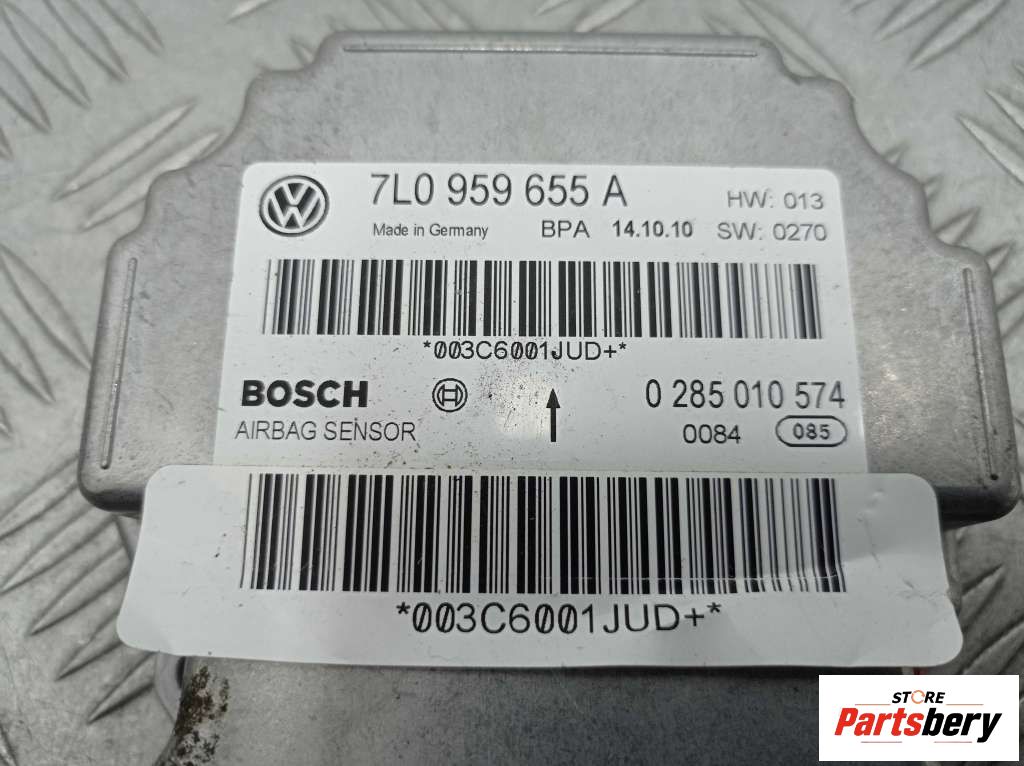 7L0 959 655 A
HW: 013
Made in Germany BPA 14.10.10 SW: 0270
*003C6001JUD+*
BOSCH 0 285 010 574
AIRBAG SENSOR 0084 085
*003C6001JUD+*
STORE
Partsbery